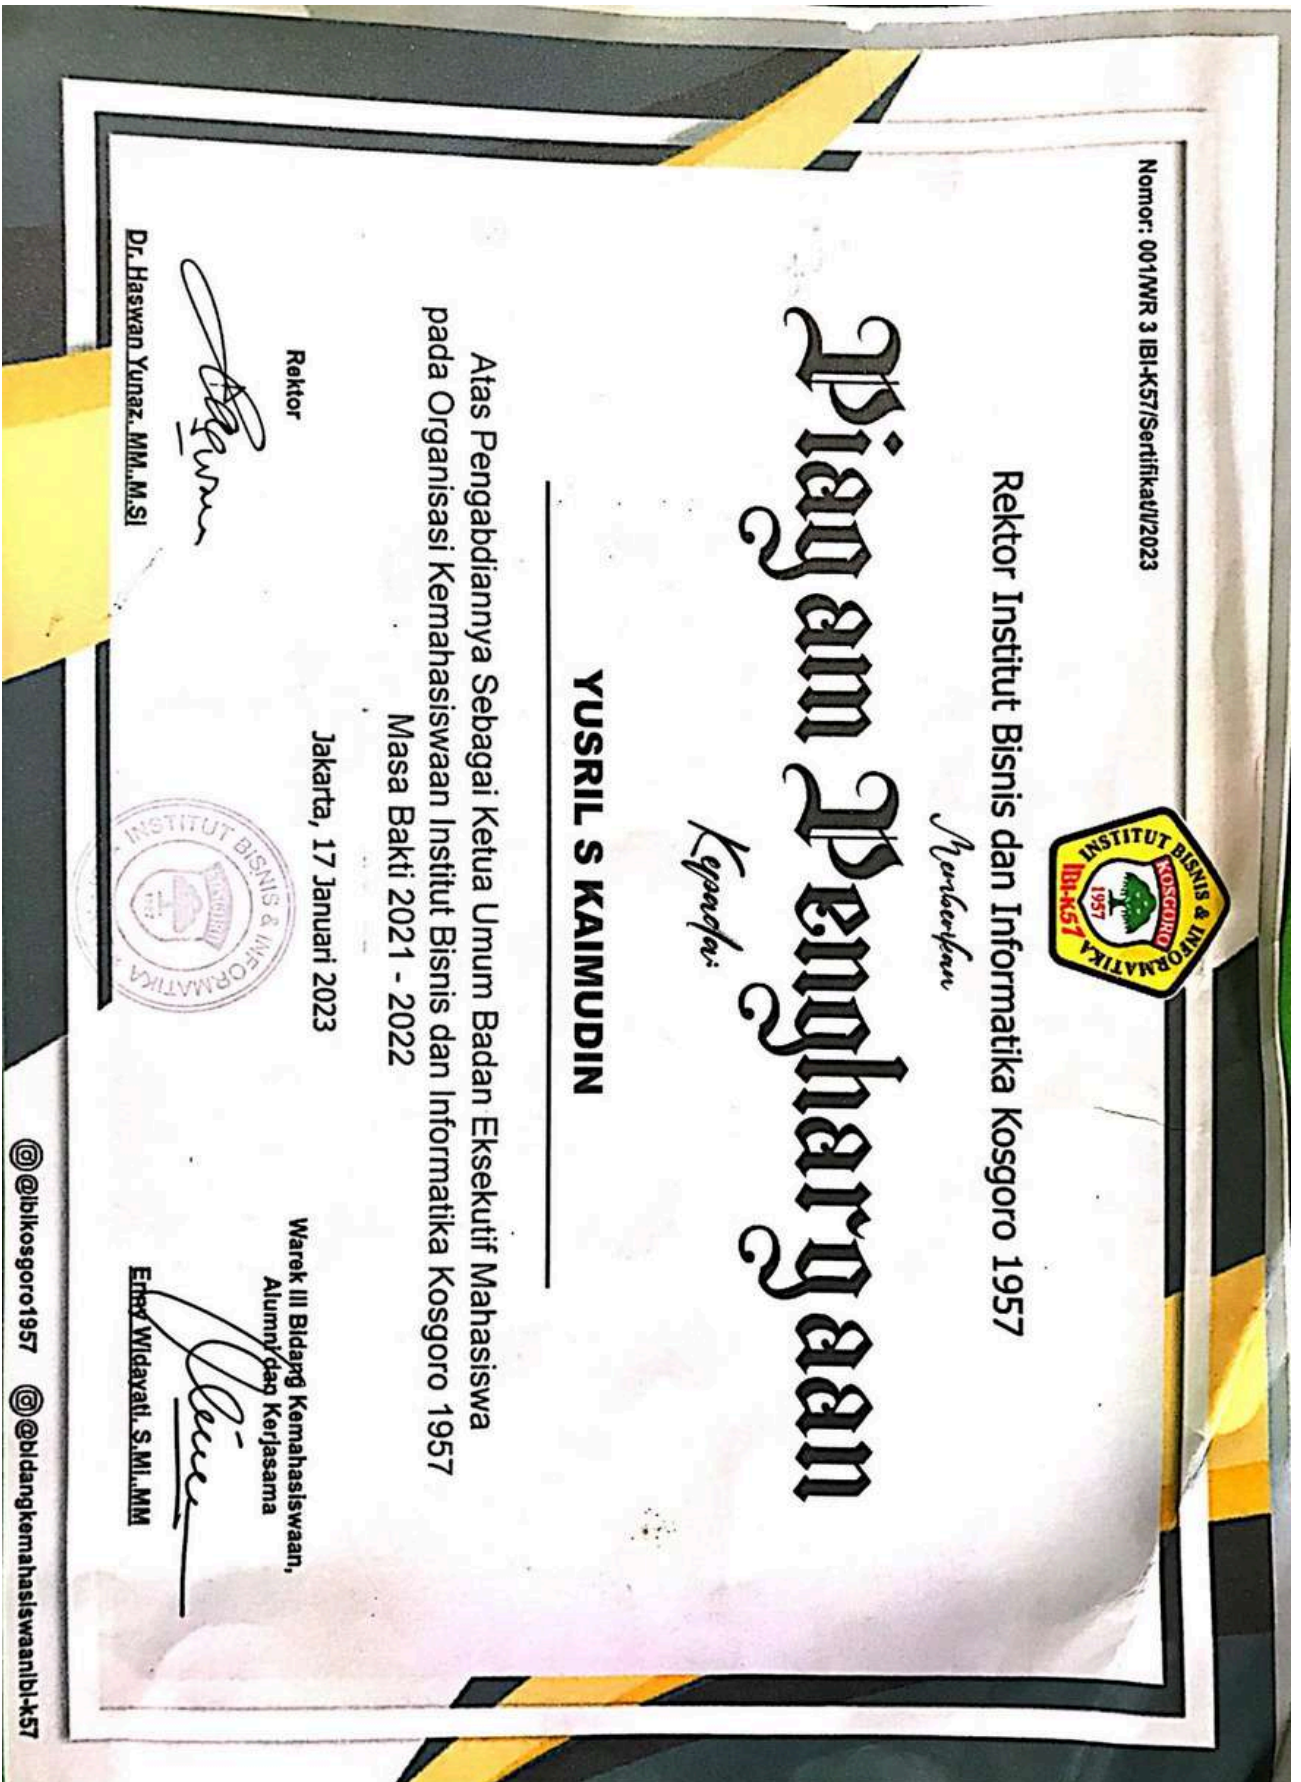 Nomor: 001/WR 3 IBI-K57/Sertifikat/I/2023
INSTITUT BISNIS & INFORMATIKA
KOSGORO
1957
IBI-K57
Rektor Institut Bisnis dan Informatika Kosgoro 1957
Memberikan
Piagam Penghargaan
Kepada:
YUSRIL S KAIMUDIN
Atas Pengabdiannya Sebagai Ketua Umum Badan Eksekutif Mahasiswa
pada Organisasi Kemahasiswaan Institut Bisnis dan Informatika Kosgoro 1957
Masa Bakti 2021 - 2022
Jakarta, 17 Januari 2023
Rektor
Dr. Haswan Yunaz. MM.,M.Si
INSTITUT BISNIS & INFORMATIKA
KOSGORO
1957
Warek III Bidang Kemahasiswaan,
Alumni dan Kerjasama
Erny Widayati. S.MI.,MM
@ibikosgoro1957 @bidangkemahasiswaanibi-k57